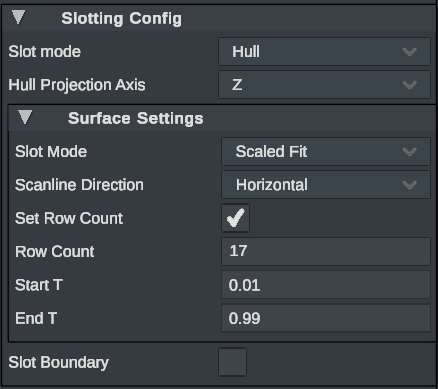 Slotting Config
Slot mode Hull
Hull Projection Axis Z
Surface Settings
Slot Mode Scaled Fit
Scanline Direction Horizontal
Set Row Count
Row Count 17
Start T 0.01
End T 0.99
Slot Boundary